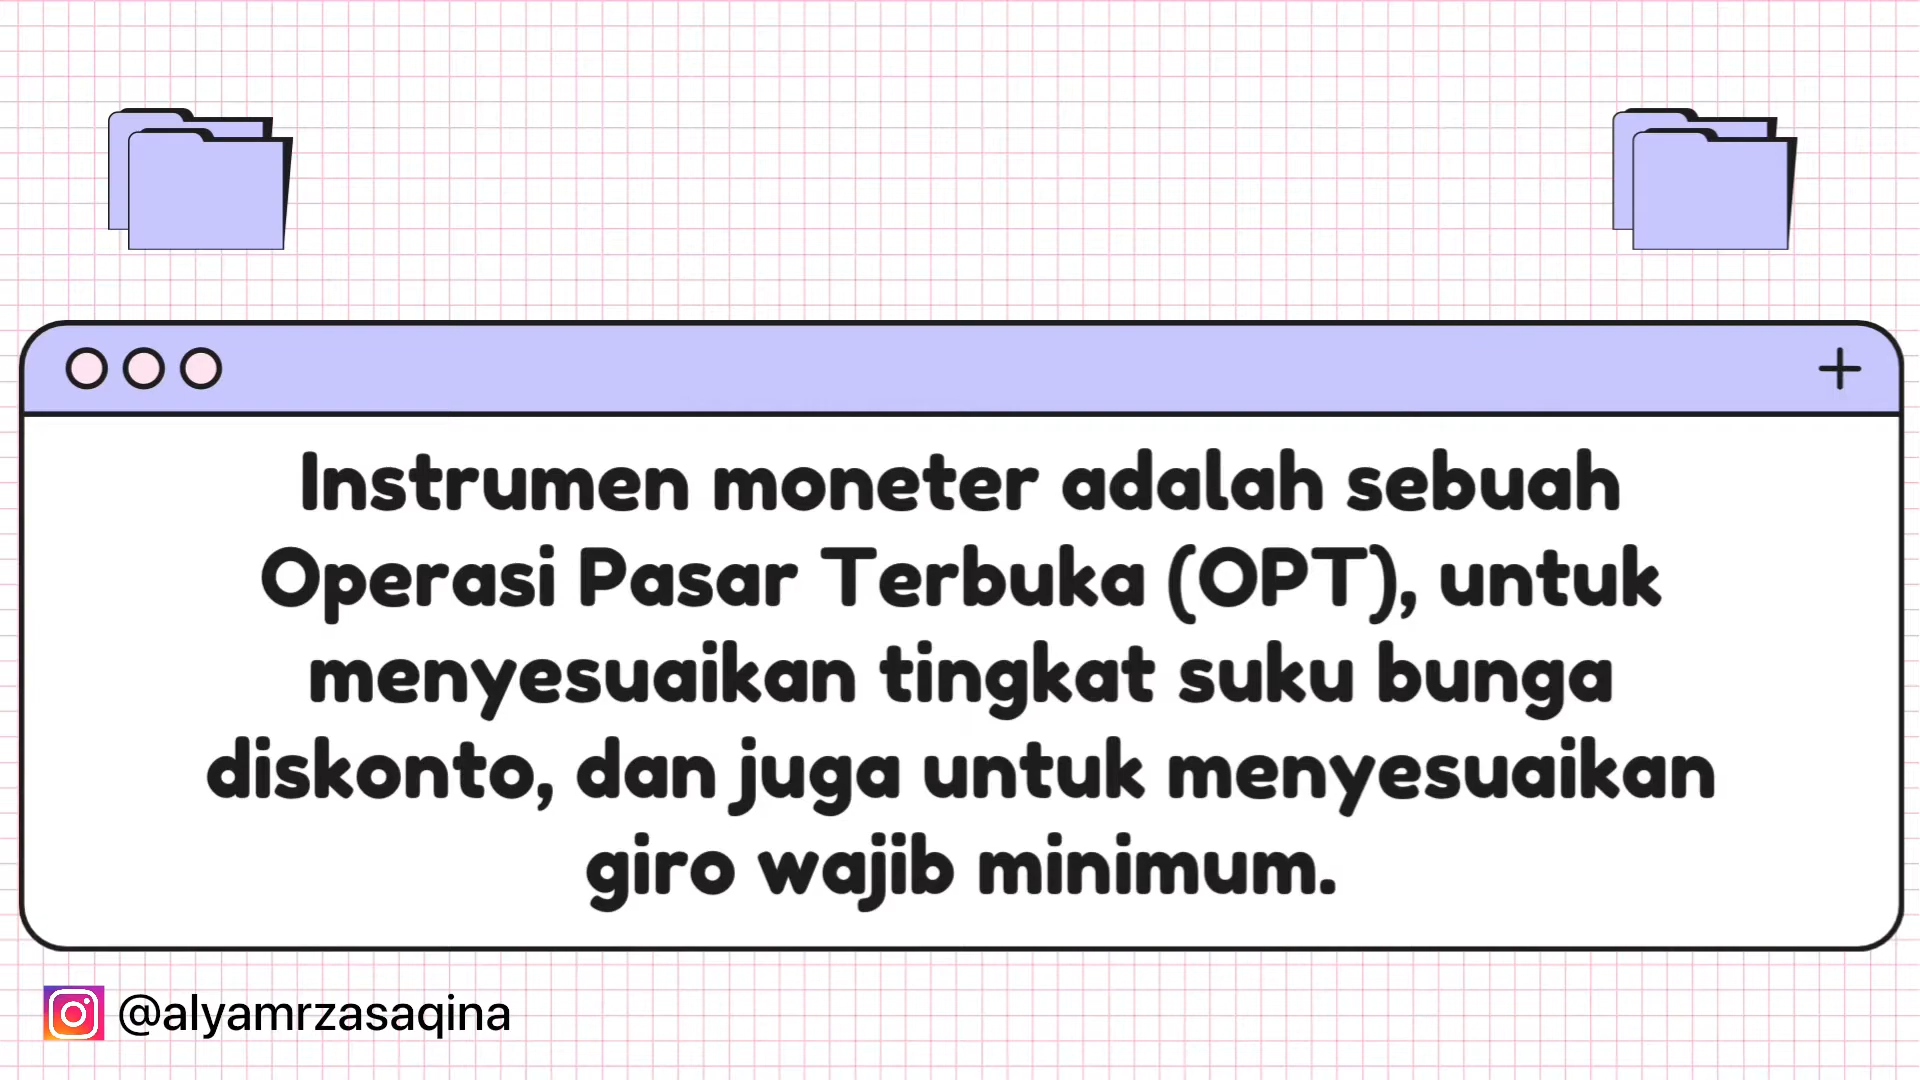 Instrumen moneter adalah sebuah
Operasi Pasar Terbuka (OPT), untuk
menyesuaikan tingkat suku bunga
diskonto, dan juga untuk menyesuaikan
giro wajib minimum.
@alyamrzasaqina